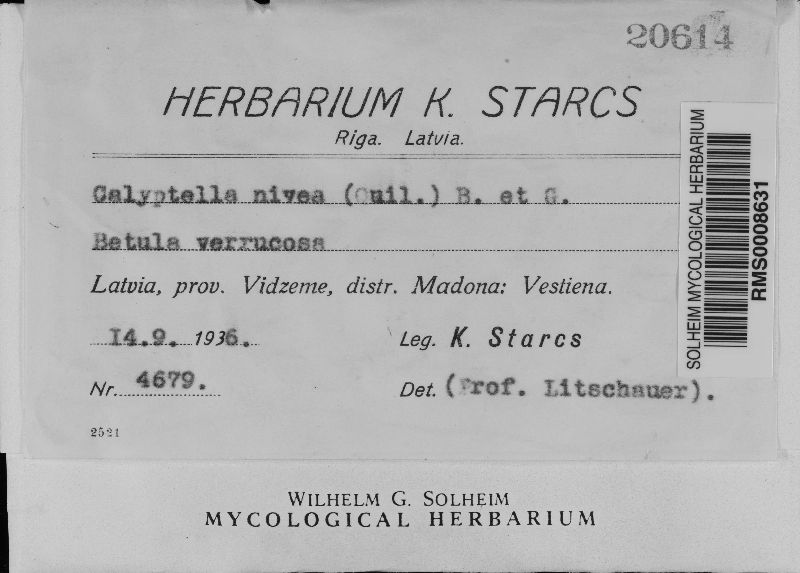 20614
HERBARIUM K. STARCS
Riga. Latvia.
Calyptella nivea (Quil.) B. et G.
Betula verrucosa
Latvia, prov. Vidzeme, distr. Madona: Vestiena.
14.9. 1936.
Leg. K. Starcs
Nr. 4679.
Det. (Prof. Litschauer).
2521
SOLHEIM MYCOLOGICAL HERBARIUM
RMS0008631
WILHELM G. SOLHEIM
MYCOLOGICAL HERBARIUM